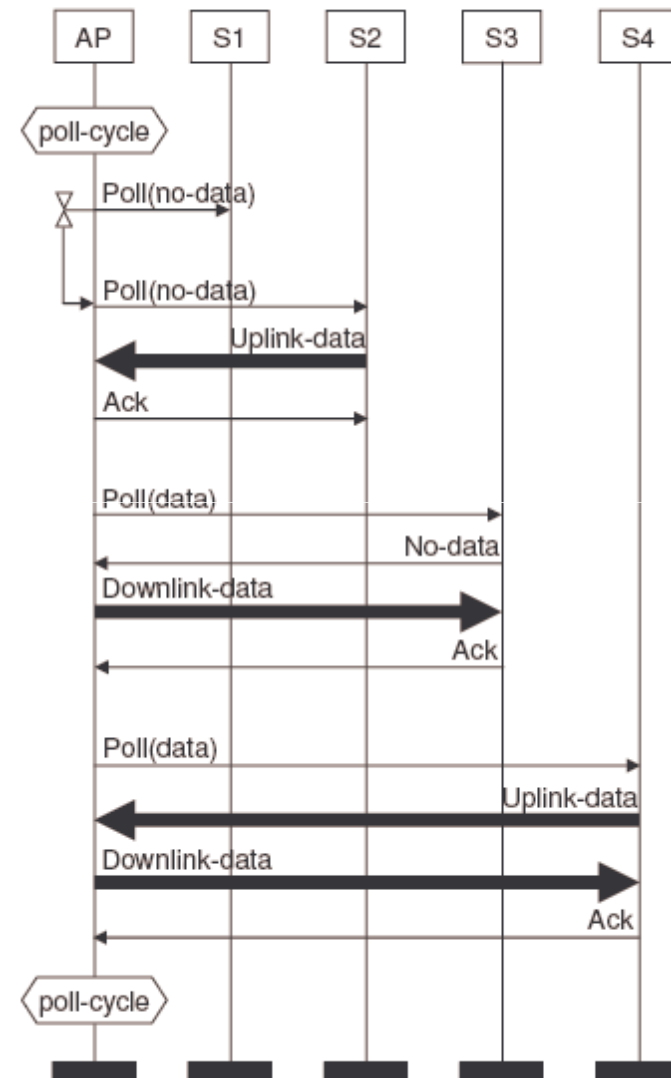 AP S1 S2 S3 S4
poll-cycle
Poll(no-data)
Poll(no-data)
Uplink-data
Ack
Poll(data)
No-data
Downlink-data
Ack
Poll(data)
Uplink-data
Downlink-data
Ack
poll-cycle